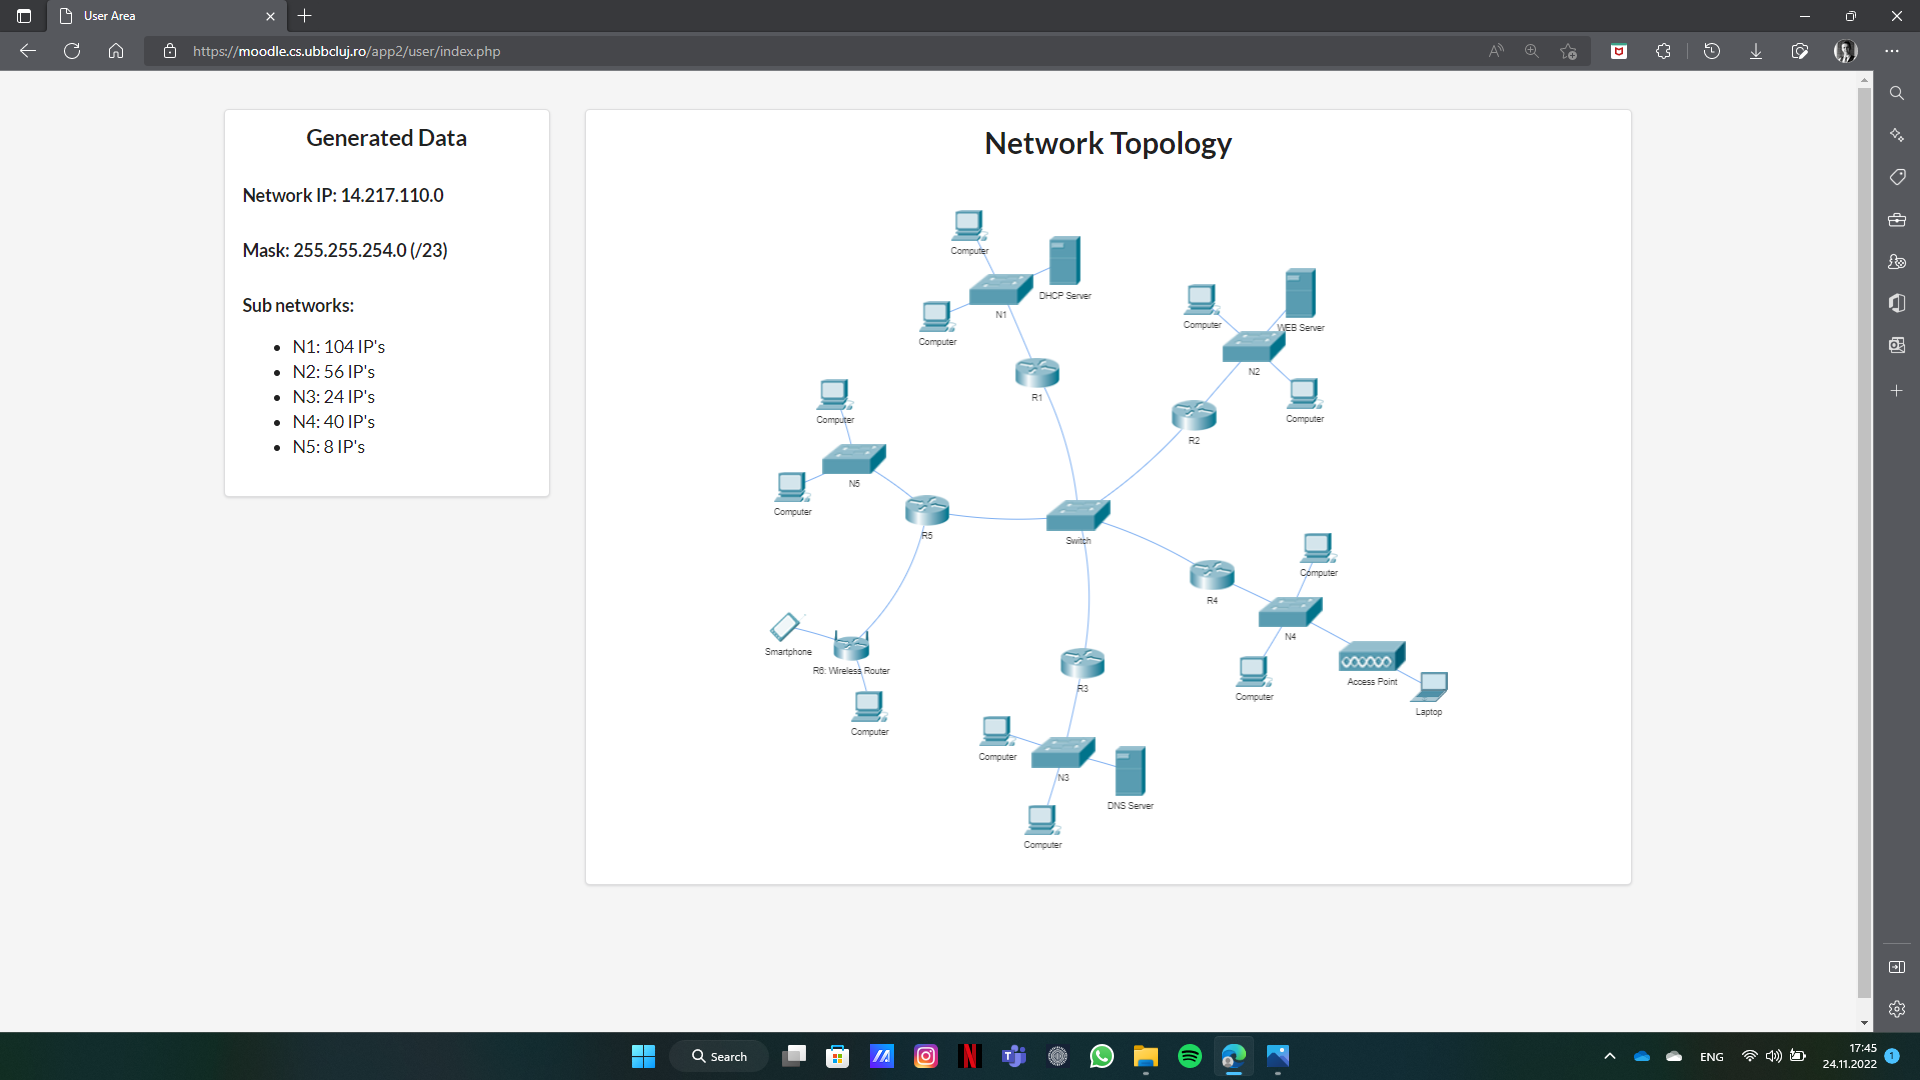 User Area
https://moodle.cs.ubbcluj.ro/app2/user/index.php
Generated Data
Network IP: 14.217.110.0
Mask: 255.255.254.0 (/23)
Sub networks:
N1: 104 IP's
N2: 56 IP's
N3: 24 IP's
N4: 40 IP's
N5: 8 IP's
Network Topology
Computer
DHCP Server
N1
Computer
R1
Computer
WEB Server
N2
Computer
R2
Computer
N5
Computer
R5
Switch
Computer
R4
N4
Computer
Access Point
Laptop
Smartphone
R6: Wireless Router
Computer
R3
Computer
N3
DNS Server
Computer
Search
ENG
17:45
24.11.2022
1